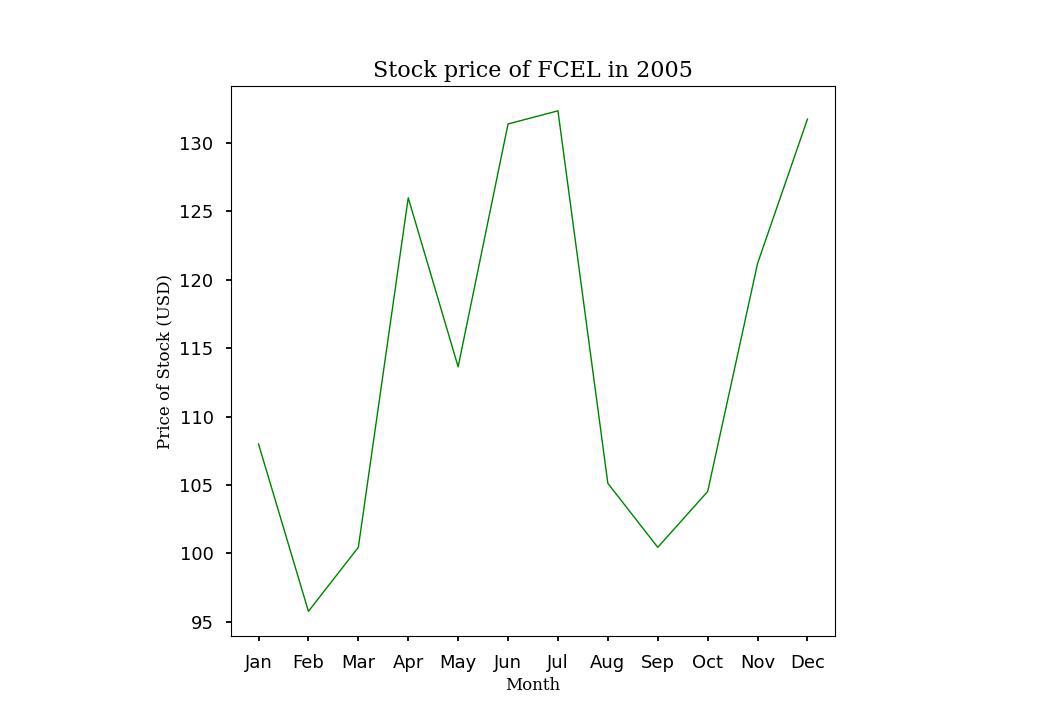 Stock price of FCEL in 2005
Price of Stock (USD)
130
125
120
115
110
105
100
95
Jan Feb Mar Apr May Jun Jul Aug Sep Oct Nov Dec
Month